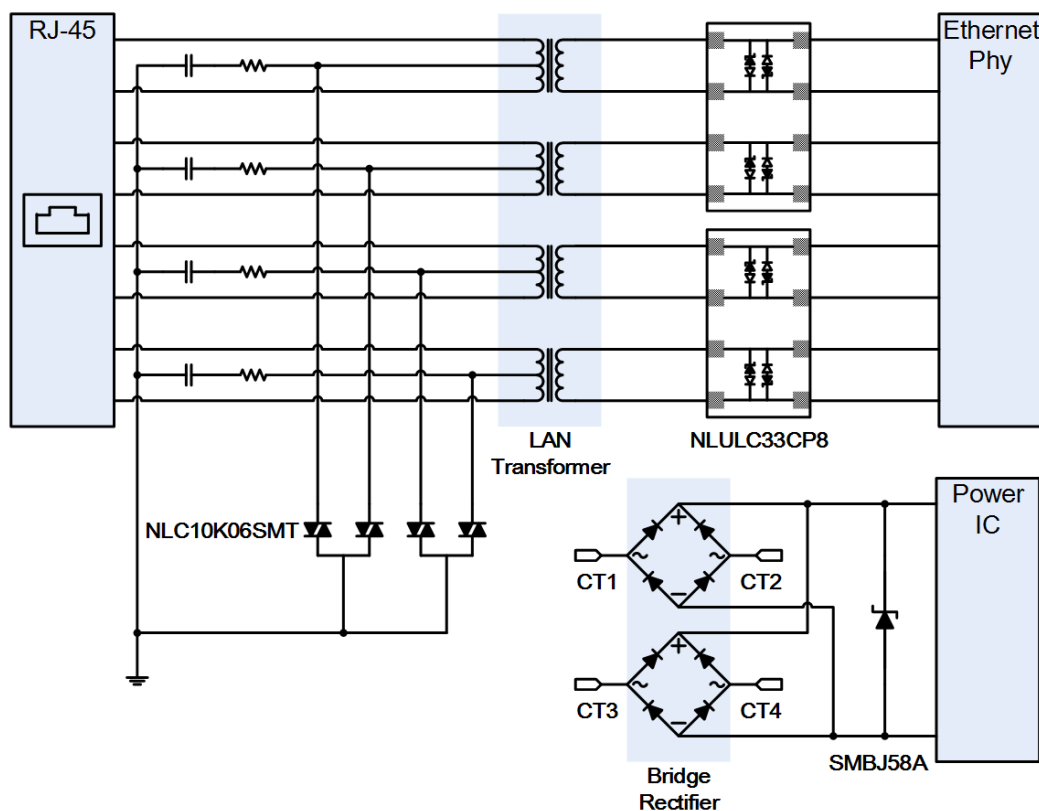 RJ-45
Ethernet
Phy
LAN
Transformer
NLULC33CP8
NLC10K06SMT
Power
IC
+
~ ~
CT1
CT2
−
+
~ ~
CT3
CT4
−
SMBJ58A
Bridge
Rectifier